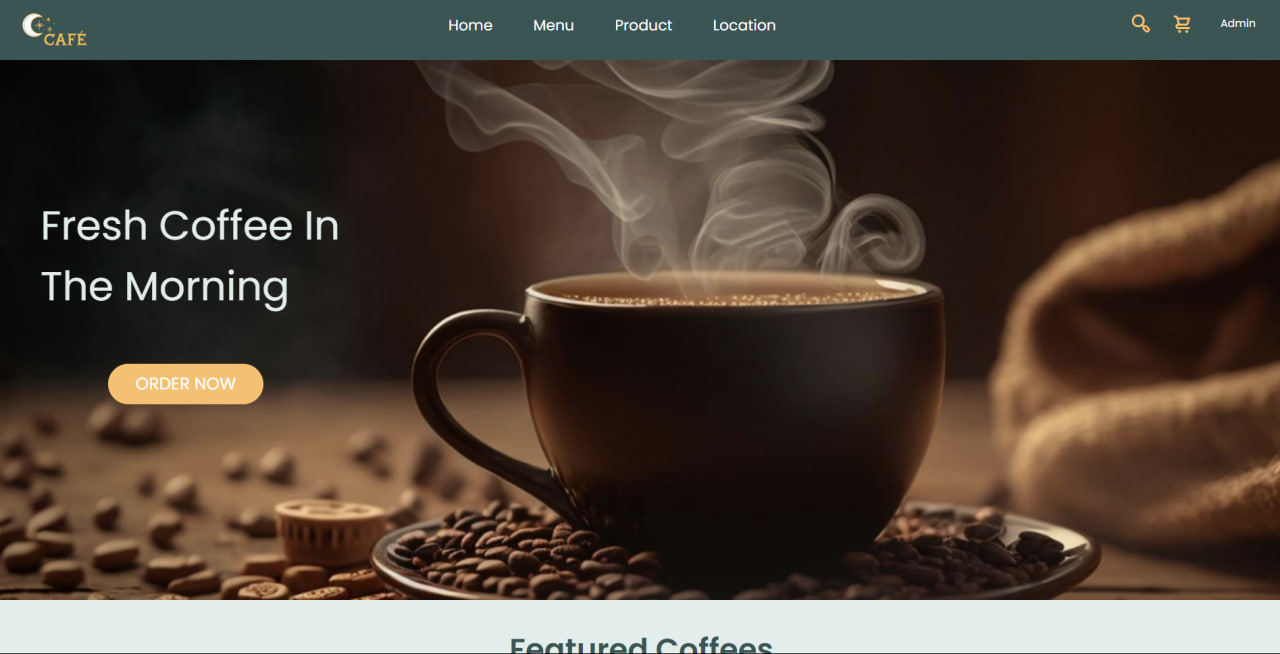 CAFÉ
Home Menu Product Location
Admin
Fresh Coffee In
The Morning
ORDER NOW
Featured Coffees